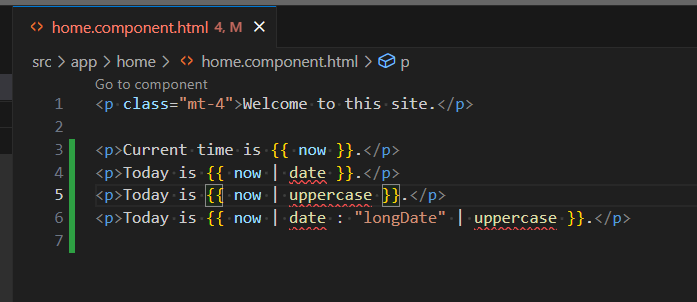 home.component.html 4, M
src > app > home > home.component.html > p
Go to component
1 <p class="mt-4">Welcome to this site.</p>
2
3 <p>Current time is {{ now }}.</p>
4 <p>Today is {{ now | date }}.</p>
5 <p>Today is {{ now | uppercase }}.</p>
6 <p>Today is {{ now | date : "longDate" | uppercase }}.</p>
7